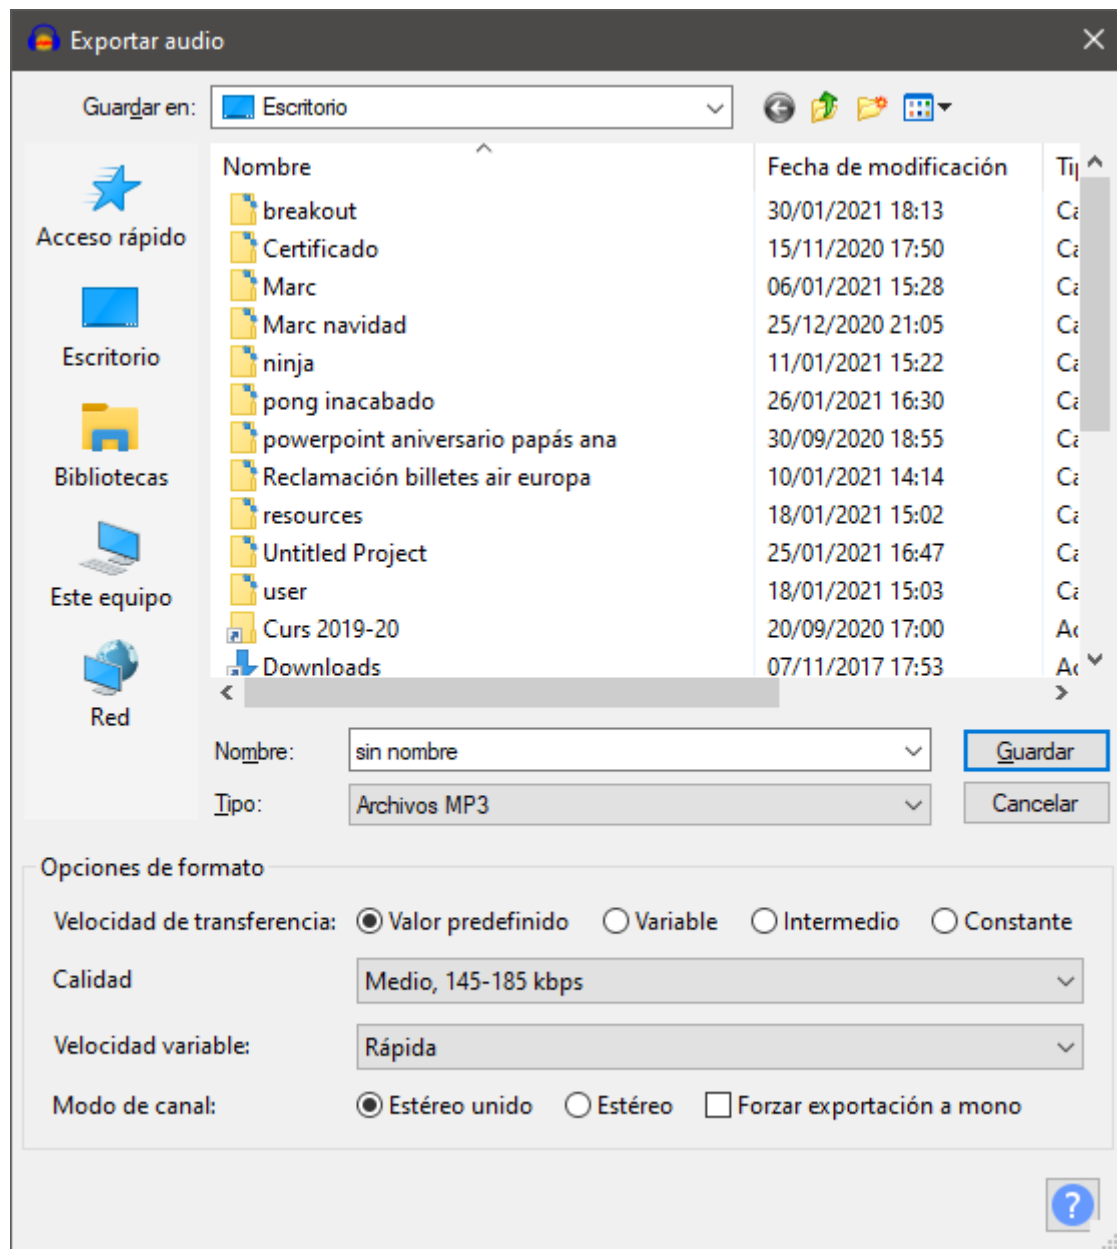 Exportar audio
Guardar en: Escritorio
Nombre Fecha de modificación
breakout 30/01/2021 18:13
Certificado 15/11/2020 17:50
Marc 06/01/2021 15:28
Marc navidad 25/12/2020 21:05
ninja 11/01/2021 15:22
pong inacabado 26/01/2021 16:30
powerpoint aniversario papás ana 30/09/2020 18:55
Reclamación billetes air europa 10/01/2021 14:14
resources 18/01/2021 15:02
Untitled Project 25/01/2021 16:47
user 18/01/2021 15:03
Curs 2019-20 20/09/2020 17:00
Downloads 07/11/2017 17:53
Acceso rápido
Escritorio
Bibliotecas
Este equipo
Red
Nombre: sin nombre Guardar
Tipo: Archivos MP3 Cancelar
Opciones de formato
Velocidad de transferencia: Valor predefinido Variable Intermedio Constante
Calidad Medio, 145-185 kbps
Velocidad variable: Rápida
Modo de canal: Estéreo unido Estéreo Forzar exportación a mono
?